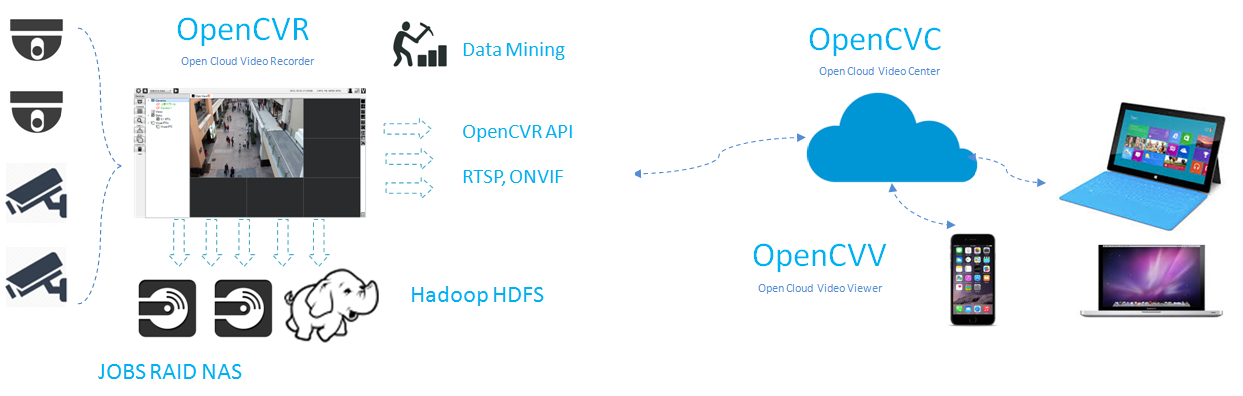 OpenCVR
Open Cloud Video Recorder
Data Mining
OpenCVR API
RTSP, ONVIF
Hadoop HDFS
JOBS RAID NAS
OpenCVC
Open Cloud Video Center
OpenCVV
Open Cloud Video Viewer